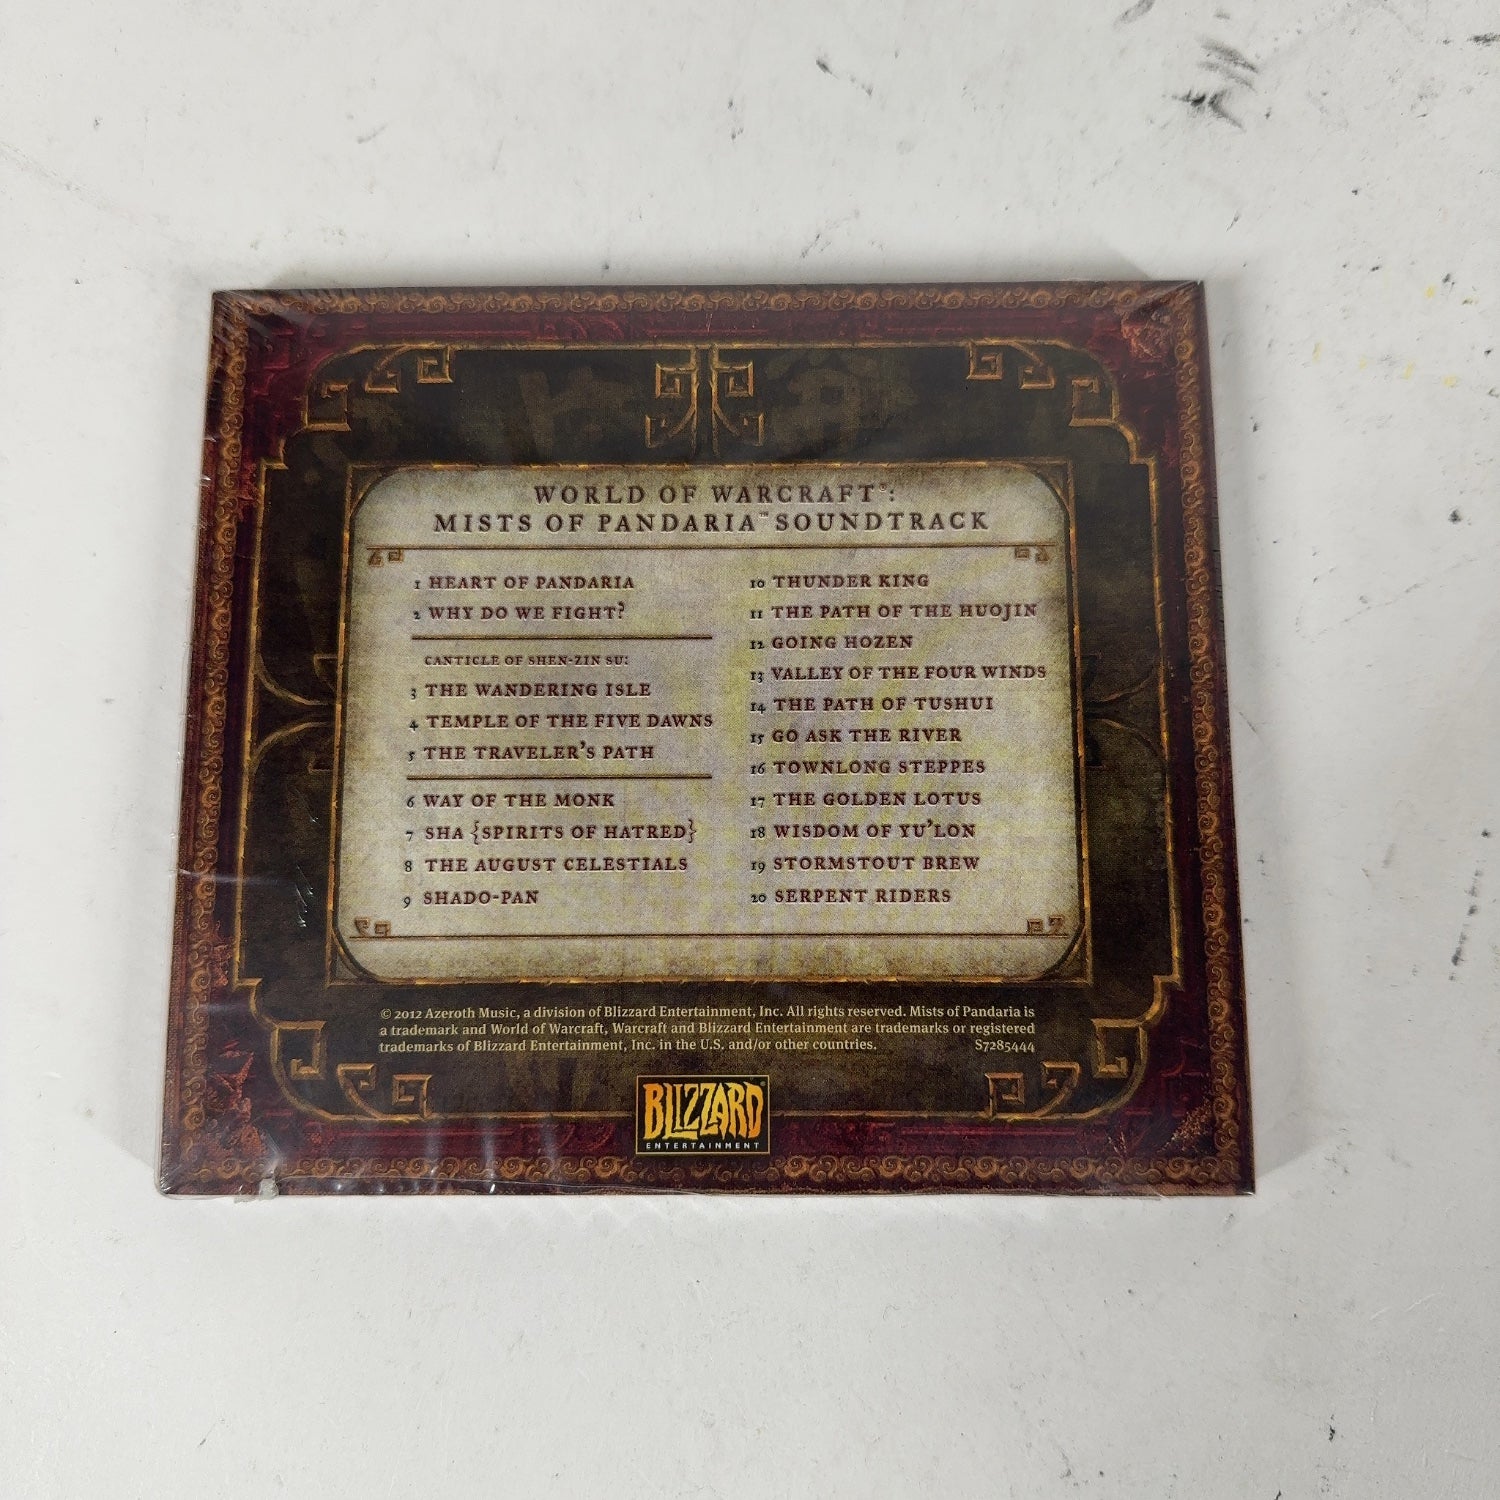 WORLD OF WARCRAFT®:
MISTS OF PANDARIA™ SOUNDTRACK
1 HEART OF PANDARIA
2 WHY DO WE FIGHT?
CANTICLE OF SHEN-ZIN SU:
3 THE WANDERING ISLE
4 TEMPLE OF THE FIVE DAWNS
5 THE TRAVELER'S PATH
6 WAY OF THE MONK
7 SHA {SPIRITS OF HATRED}
8 THE AUGUST CELESTIALS
9 SHADO-PAN
10 THUNDER KING
11 THE PATH OF THE HUOJIN
12 GOING HOZEN
13 VALLEY OF THE FOUR WINDS
14 THE PATH OF TUSHUI
15 GO ASK THE RIVER
16 TOWNLONG STEPPES
17 THE GOLDEN LOTUS
18 WISDOM OF YU'LON
19 STORMSTOUT BREW
20 SERPENT RIDERS
© 2012 Azeroth Music, a division of Blizzard Entertainment, Inc. All rights reserved. Mists of Pandaria is
a trademark and World of Warcraft, Warcraft and Blizzard Entertainment are trademarks or registered
trademarks of Blizzard Entertainment, Inc. in the U.S. and/or other countries. S7285444
BLIZZARD®
ENTERTAINMENT